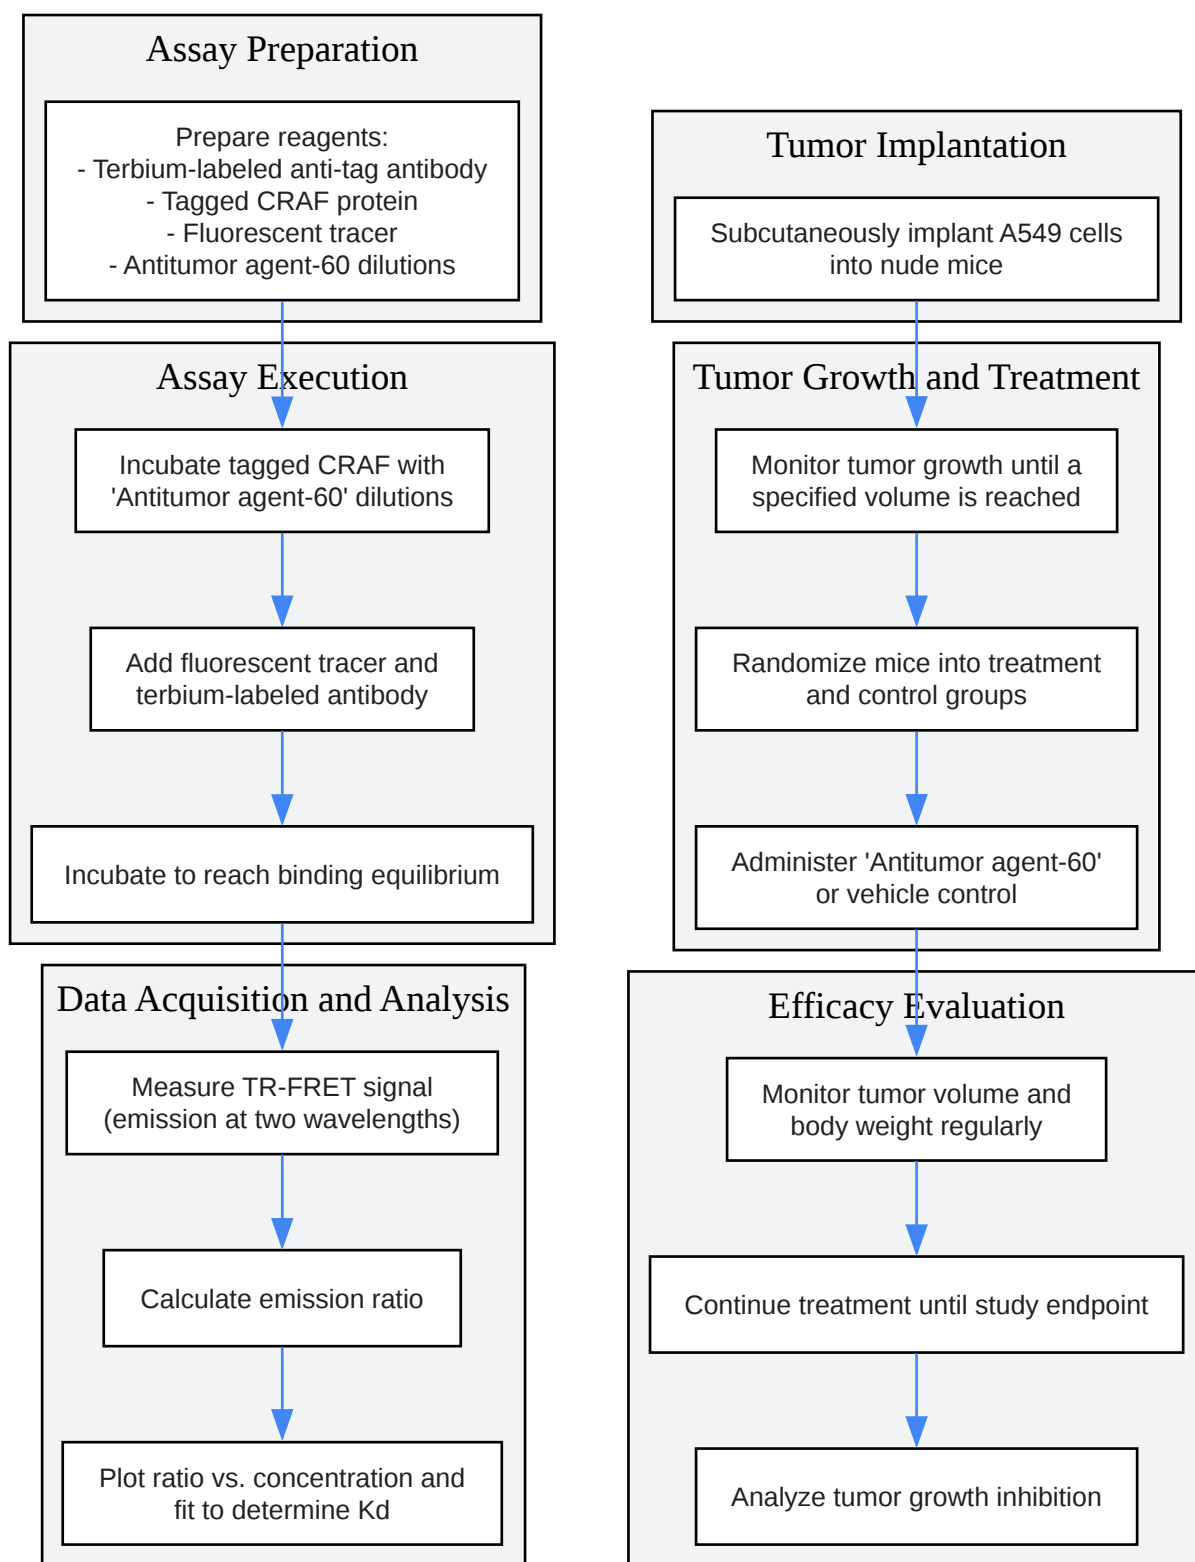 Assay Preparation
Prepare reagents:
- Terbium-labeled anti-tag antibody
- Tagged CRAF protein
- Fluorescent tracer
- Antitumor agent-60 dilutions
Assay Execution
Incubate tagged CRAF with
'Antitumor agent-60' dilutions
Add fluorescent tracer and
terbium-labeled antibody
Incubate to reach binding equilibrium
Data Acquisition and Analysis
Measure TR-FRET signal
(emission at two wavelengths)
Calculate emission ratio
Plot ratio vs. concentration and
fit to determine Kd
Tumor Implantation
Subcutaneously implant A549 cells
into nude mice
Tumor Growth and Treatment
Monitor tumor growth until a
specified volume is reached
Randomize mice into treatment
and control groups
Administer 'Antitumor agent-60'
or vehicle control
Efficacy Evaluation
Monitor tumor volume and
body weight regularly
Continue treatment until study endpoint
Analyze tumor growth inhibition